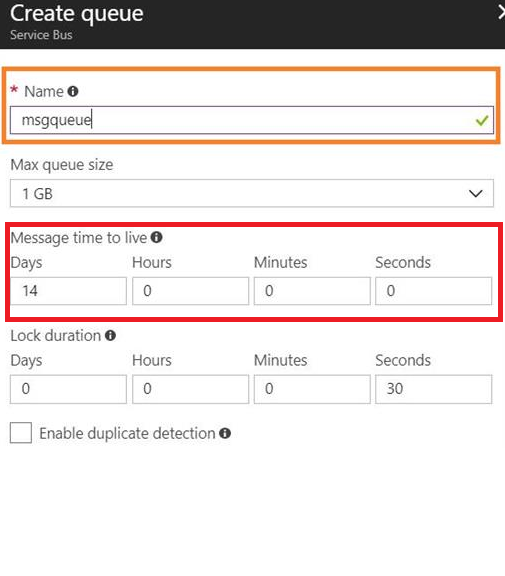 Create queue
Service Bus
* Name
msgqueue
Max queue size
1 GB
Message time to live
Days Hours Minutes Seconds
14 0 0 0
Lock duration
Days Hours Minutes Seconds
0 0 0 30
Enable duplicate detection